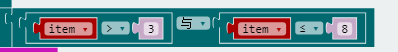 item > 3 与 item ≤ 8